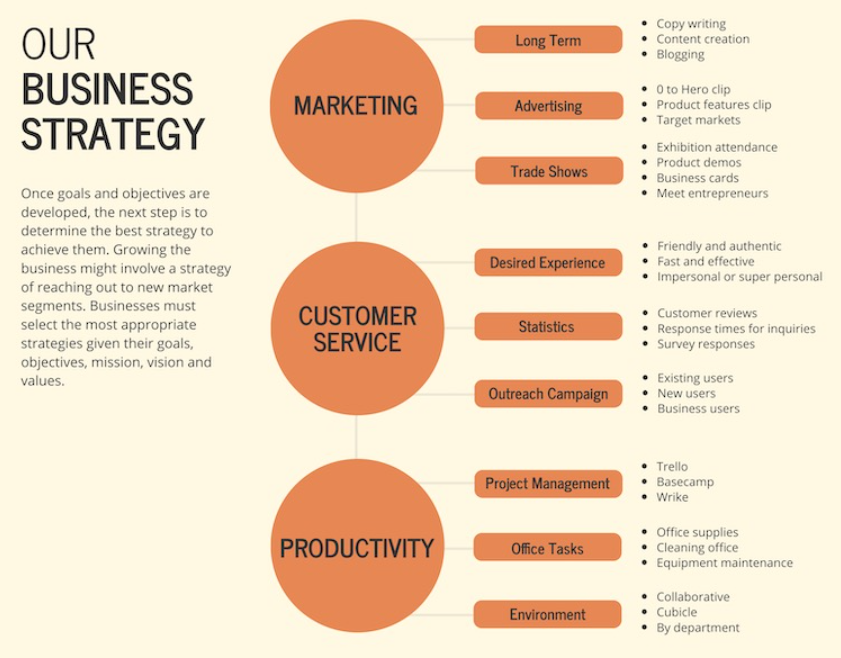 OUR
BUSINESS
STRATEGY
Once goals and objectives are
developed, the next step is to
determine the best strategy to
achieve them. Growing the
business might involve a strategy
of reaching out to new market
segments. Businesses must
select the most appropriate
strategies given their goals,
objectives, mission, vision and
values.
MARKETING
Long Term
• Copy writing
• Content creation
• Blogging
Advertising
• 0 to Hero clip
• Product features clip
• Target markets
Trade Shows
• Exhibition attendance
• Product demos
• Business cards
• Meet entrepreneurs
CUSTOMER
SERVICE
Desired Experience
• Friendly and authentic
• Fast and effective
• Impersonal or super personal
Statistics
• Customer reviews
• Response times for inquiries
• Survey responses
Outreach Campaign
• Existing users
• New users
• Business users
PRODUCTIVITY
Project Management
• Trello
• Basecamp
• Wrike
Office Tasks
• Office supplies
• Cleaning office
• Equipment maintenance
Environment
• Collaborative
• Cubicle
• By department